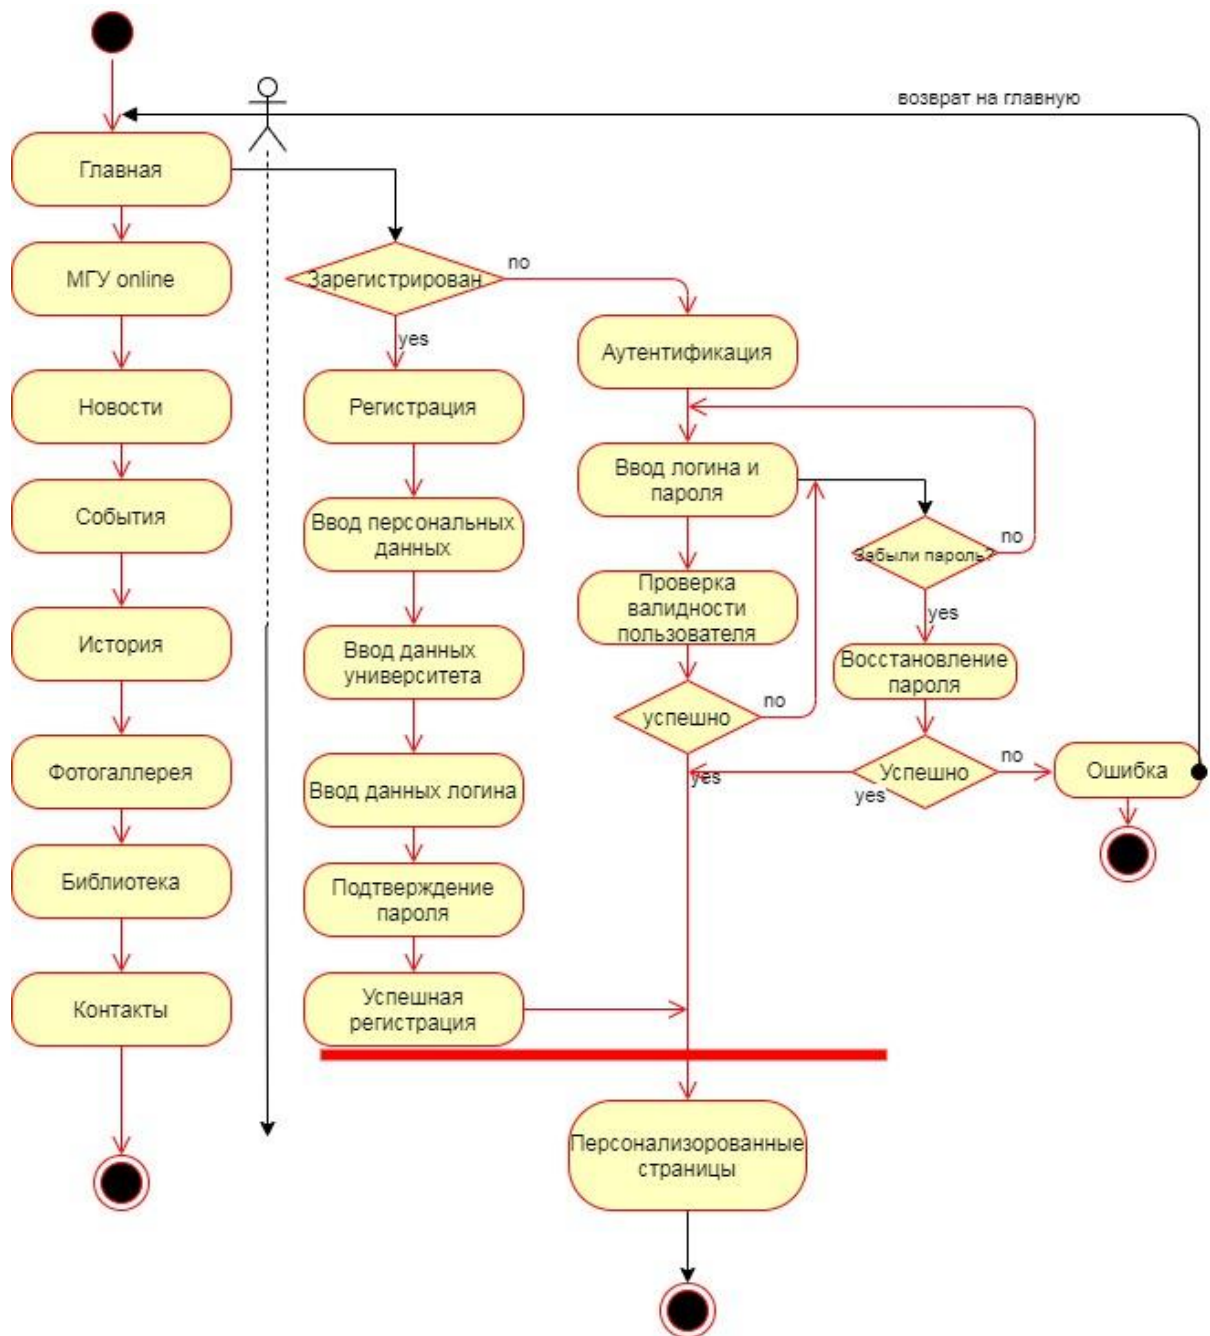 возврат на главную
Главная
МГУ online
Зарегистрирован
no
yes
Аутентификация
Новости
Регистрация
Ввод логина и
пароля
События
Ввод персональных
данных
Забыли пароль?
no
yes
Проверка
валидности
пользователя
История
Ввод данных
университета
Восстановление
пароля
успешно
no
yes
Фотогаллерея
Ввод данных логина
Успешно
no
yes
Ошибка
Библиотека
Подтверждение
пароля
Контакты
Успешная
регистрация
Персонализорованные
страницы